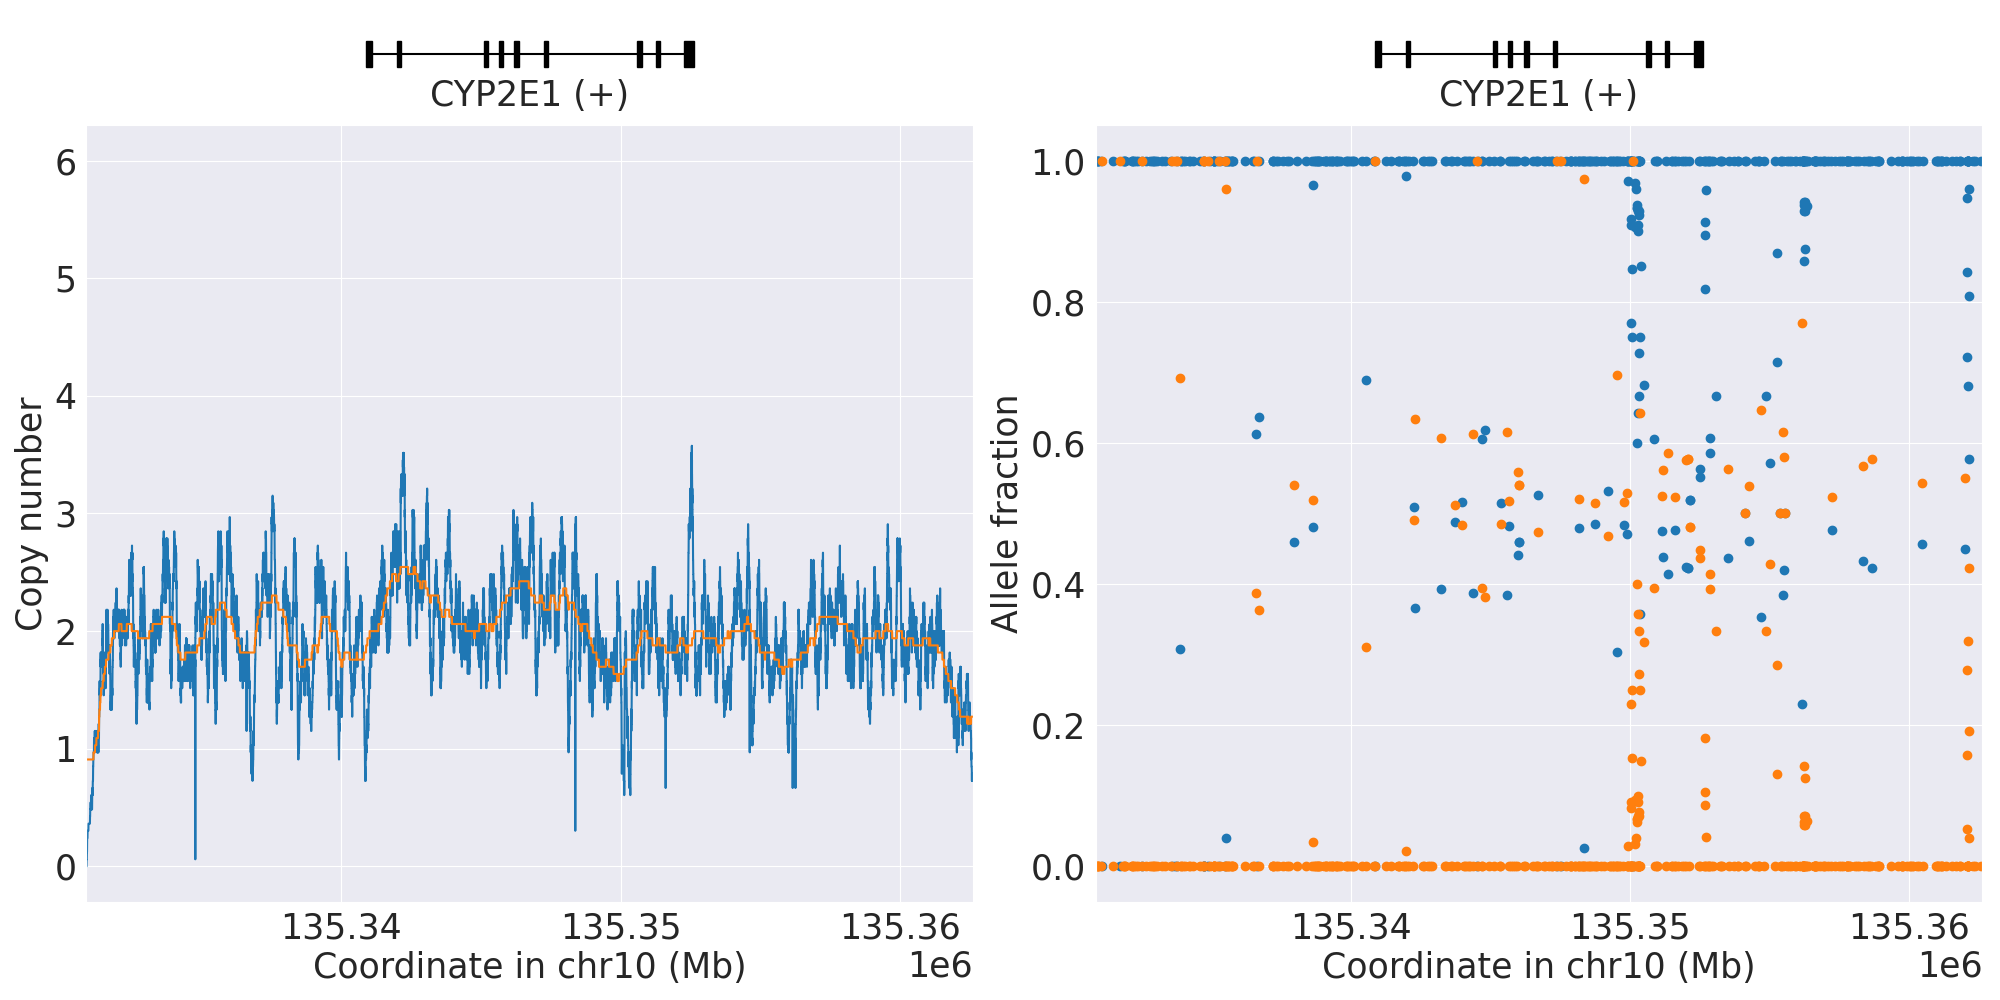 CYP2E1 (+)
6
5
4
3
2
1
0
Copy number
135.34 135.35 135.36
Coordinate in chr10 (Mb)
1e6
CYP2E1 (+)
1.0
0.8
0.6
0.4
0.2
0.0
Allele fraction
135.34 135.35 135.36
Coordinate in chr10 (Mb)
1e6